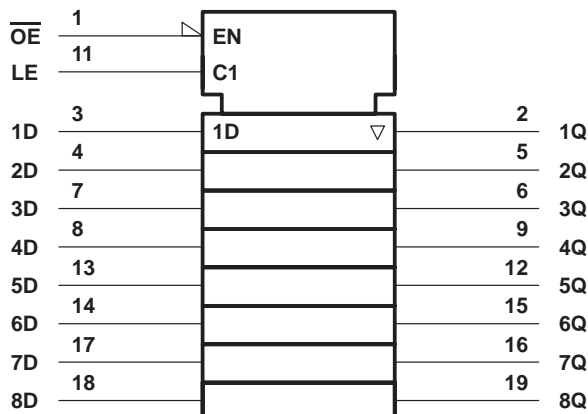 1
OE EN
11
LE C1
3 2
1D 1D 1Q
4 5
2D 2Q
7 6
3D 3Q
8 9
4D 4Q
13 12
5D 5Q
14 15
6D 6Q
17 16
7D 7Q
18 19
8D 8Q